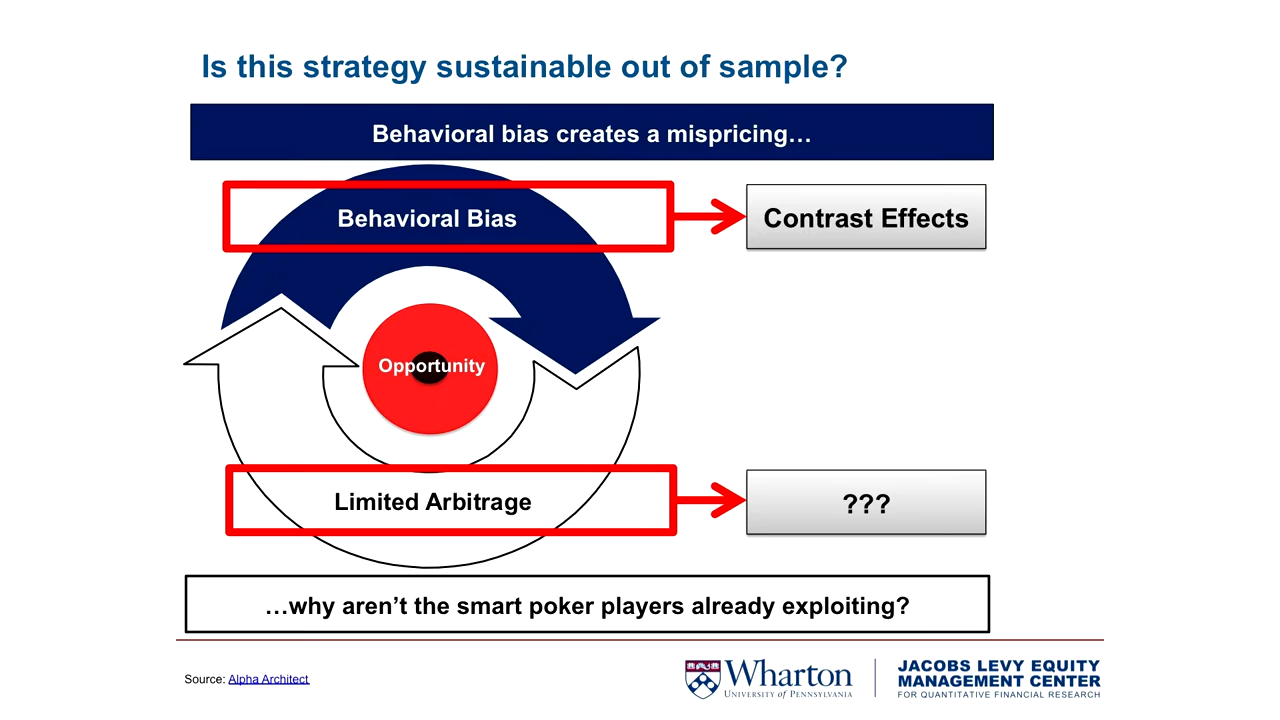 Is this strategy sustainable out of sample?
Behavioral bias creates a mispricing…
Behavioral Bias
Contrast Effects
Opportunity
Limited Arbitrage
???
…why aren’t the smart poker players already exploiting?
Source: Alpha Architect
Wharton
UNIVERSITY of PENNSYLVANIA
JACOBS LEVY EQUITY
MANAGEMENT CENTER
FOR QUANTITATIVE FINANCIAL RESEARCH